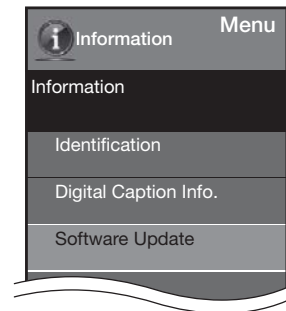 Menu
Information
Information
Identification
Digital Caption Info.
Software Update